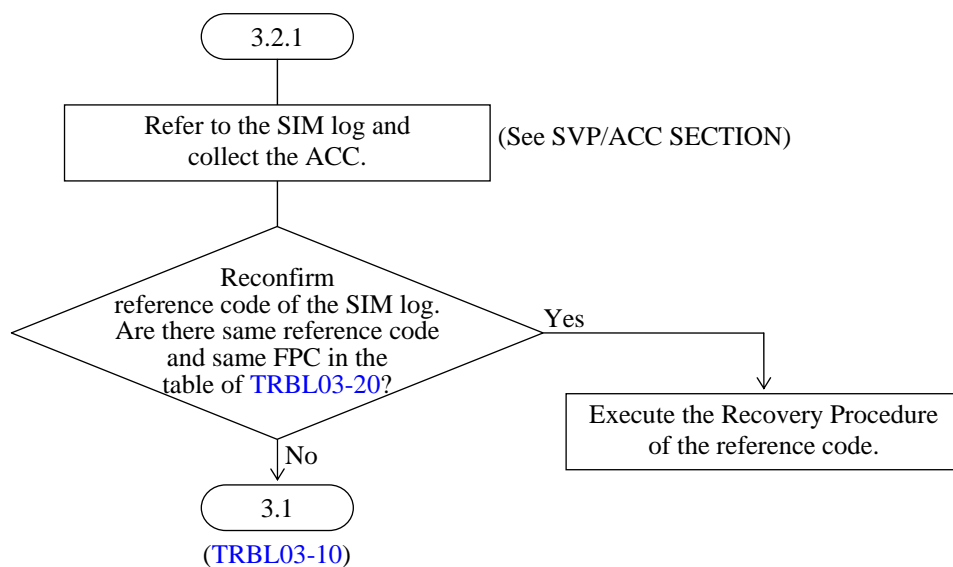 3.2.1
Refer to the SIM log and
collect the ACC.
(See SVP/ACC SECTION)
Reconfirm
reference code of the SIM log.
Are there same reference code
and same FPC in the
table of TRBL03-20?
Yes
Execute the Recovery Procedure
of the reference code.
No
3.1
(TRBL03-10)